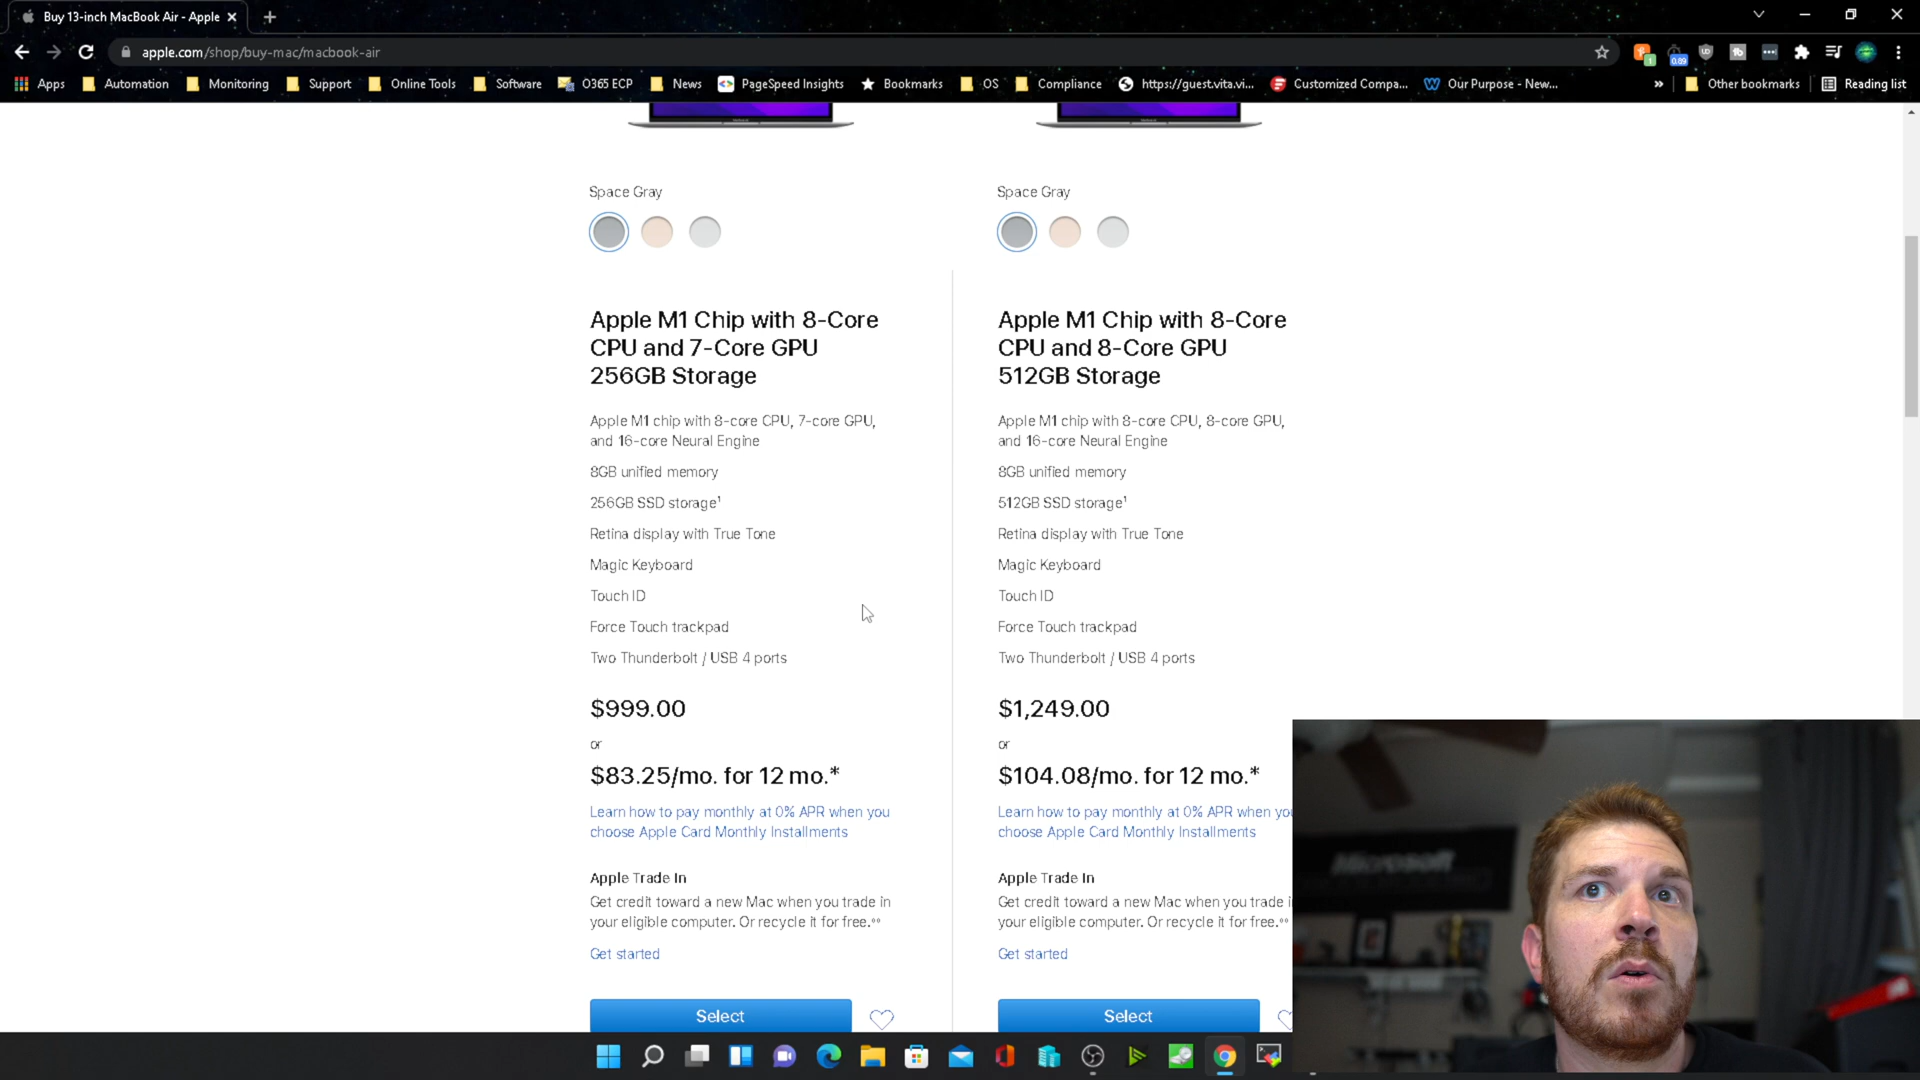 Buy 13-inch MacBook Air - Apple
apple.com/shop/buy-mac/macbook-air
Apps Automation Monitoring Support Online Tools Software O365 ECP News PageSpeed Insights Bookmarks OS Compliance https://guest.vita.vi... Customized Compa... Our Purpose - New... » Other bookmarks Reading list
Space Gray
Apple M1 Chip with 8-Core
CPU and 7-Core GPU
256GB Storage
Apple M1 chip with 8-core CPU, 7-core GPU,
and 16-core Neural Engine
8GB unified memory
256GB SSD storage¹
Retina display with True Tone
Magic Keyboard
Touch ID
Force Touch trackpad
Two Thunderbolt / USB 4 ports
$999.00
or
$83.25/mo. for 12 mo.*
Learn how to pay monthly at 0% APR when you
choose Apple Card Monthly Installments
Apple Trade In
Get credit toward a new Mac when you trade in
your eligible computer. Or recycle it for free.**
Get started
Select
Space Gray
Apple M1 Chip with 8-Core
CPU and 8-Core GPU
512GB Storage
Apple M1 chip with 8-core CPU, 8-core GPU,
and 16-core Neural Engine
8GB unified memory
512GB SSD storage¹
Retina display with True Tone
Magic Keyboard
Touch ID
Force Touch trackpad
Two Thunderbolt / USB 4 ports
$1,249.00
or
$104.08/mo. for 12 mo.*
Learn how to pay monthly at 0% APR when you
choose Apple Card Monthly Installments
Apple Trade In
Get credit toward a new Mac when you trade i
your eligible computer. Or recycle it for free.**
Get started
Select
Microsoft